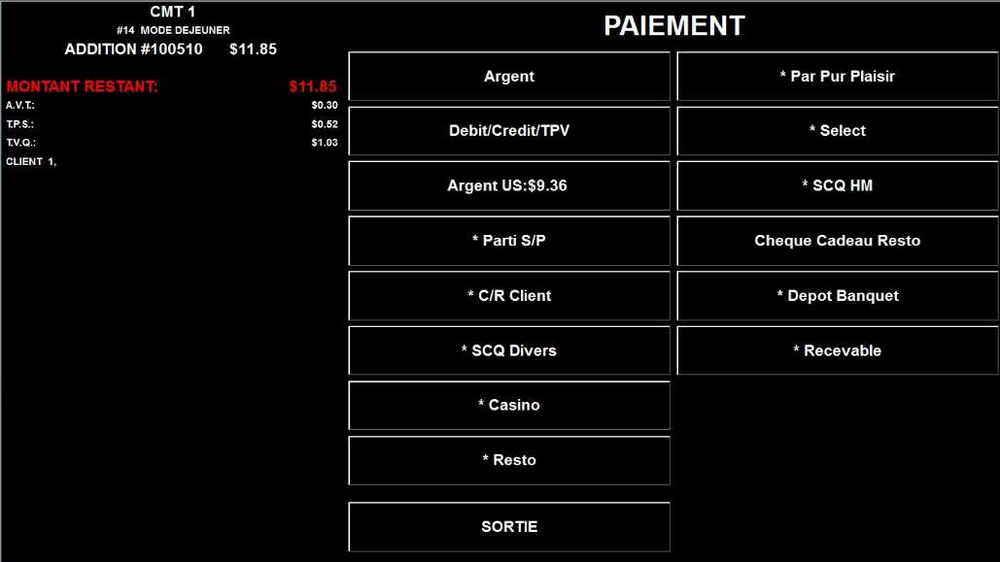 CMT 1
#14 MODE DEJEUNER
ADDITION #100510 $11.85
MONTANT RESTANT: $11.85
A.V.T.: $0.30
T.P.S.: $0.52
T.V.Q.: $1.03
CLIENT 1,
PAIEMENT
Argent
* Par Pur Plaisir
Debit/Credit/TPV
* Select
Argent US:$9.36
* SCQ HM
* Parti S/P
Cheque Cadeau Resto
* C/R Client
* Depot Banquet
* SCQ Divers
* Recevable
* Casino
* Resto
SORTIE